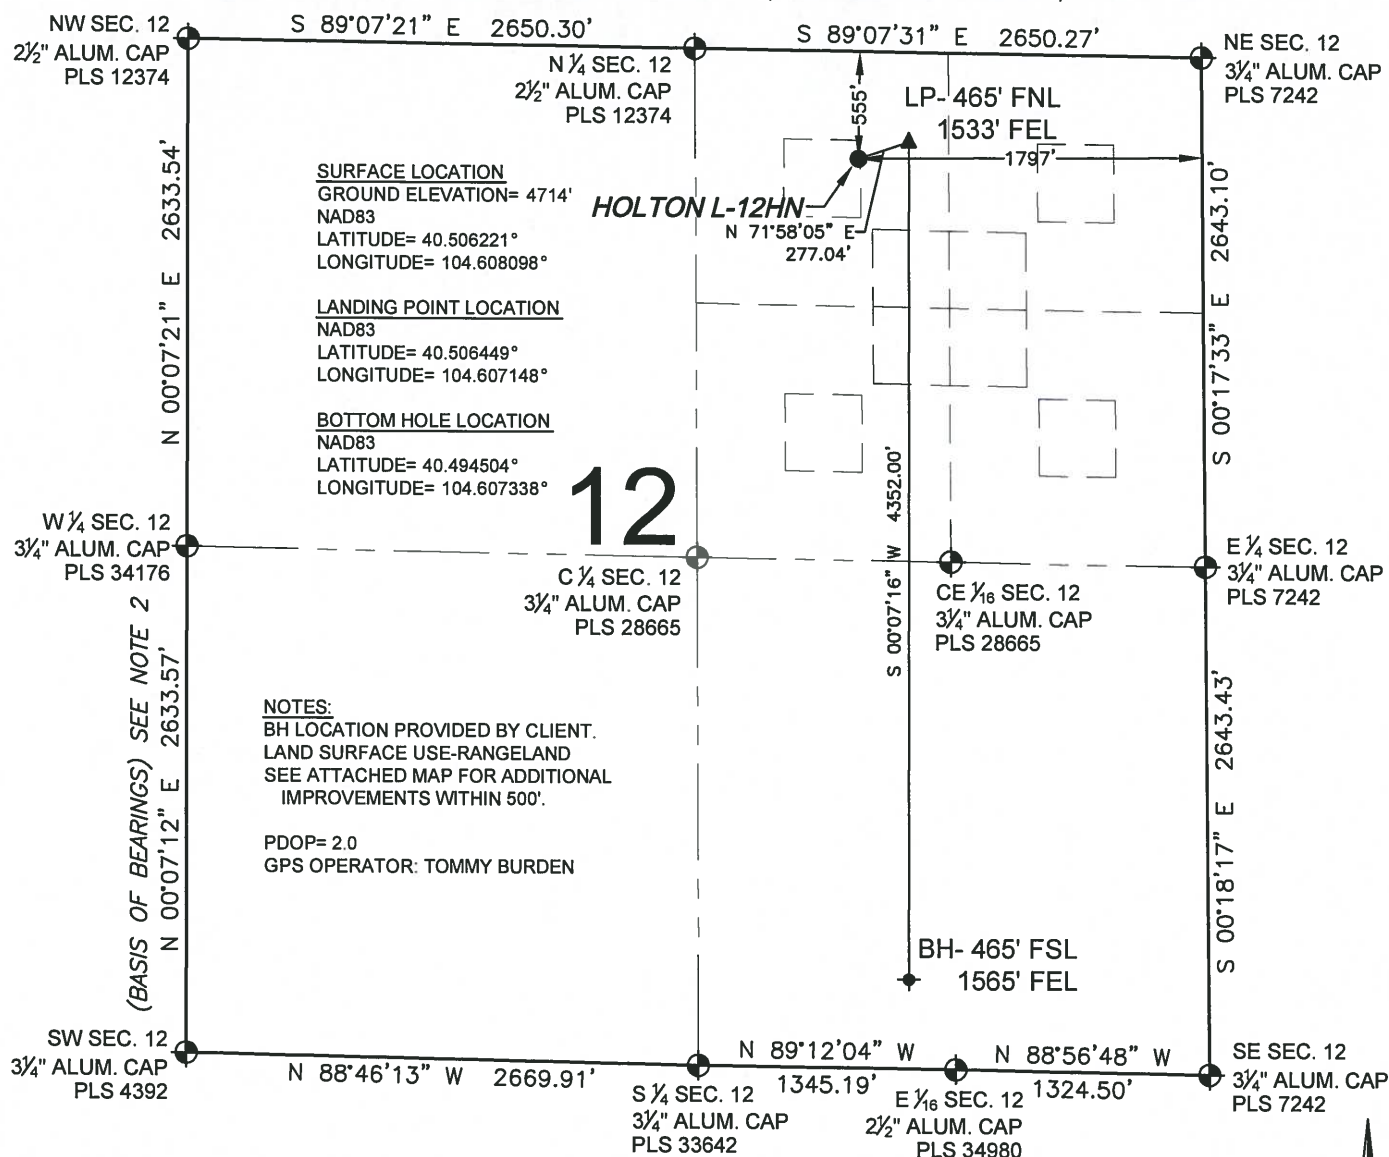 NW SEC. 12
2½" ALUM. CAP
PLS 12374
S 89°07'21" E 2650.30'
N ¼ SEC. 12
2½" ALUM. CAP
PLS 12374
S 89°07'31" E 2650.27'
NE SEC. 12
3¼" ALUM. CAP
PLS 7242
555'
LP- 465' FNL
1533' FEL
1797'
HOLTON L-12HN
N 71°58'05" E
277.04'
SURFACE LOCATION
GROUND ELEVATION= 4714'
NAD83
LATITUDE= 40.506221°
LONGITUDE= 104.608098°
LANDING POINT LOCATION
NAD83
LATITUDE= 40.506449°
LONGITUDE= 104.607148°
BOTTOM HOLE LOCATION
NAD83
LATITUDE= 40.494504°
LONGITUDE= 104.607338°
N 00°07'21" E 2633.54'
S 00°17'33" E 2643.10'
12
W ¼ SEC. 12
3¼" ALUM. CAP
PLS 34176
C ¼ SEC. 12
3¼" ALUM. CAP
PLS 28665
S 00°07'16" W 4352.00'
CE 1⁄16 SEC. 12
3¼" ALUM. CAP
PLS 28665
E ¼ SEC. 12
3¼" ALUM. CAP
PLS 7242
(BASIS OF BEARINGS) SEE NOTE 2
N 00°07'12" E 2633.57'
NOTES:
BH LOCATION PROVIDED BY CLIENT.
LAND SURFACE USE-RANGELAND
SEE ATTACHED MAP FOR ADDITIONAL
IMPROVEMENTS WITHIN 500'.
PDOP= 2.0
GPS OPERATOR: TOMMY BURDEN
S 00°18'17" E 2643.43'
BH- 465' FSL
1565' FEL
SW SEC. 12
3¼" ALUM. CAP
PLS 4392
N 88°46'13" W 2669.91'
S ¼ SEC. 12
3¼" ALUM. CAP
PLS 33642
N 89°12'04" W
1345.19'
E 1⁄16 SEC. 12
2½" ALUM. CAP
PLS 34980
N 88°56'48" W
1324.50'
SE SEC. 12
3¼" ALUM. CAP
PLS 7242